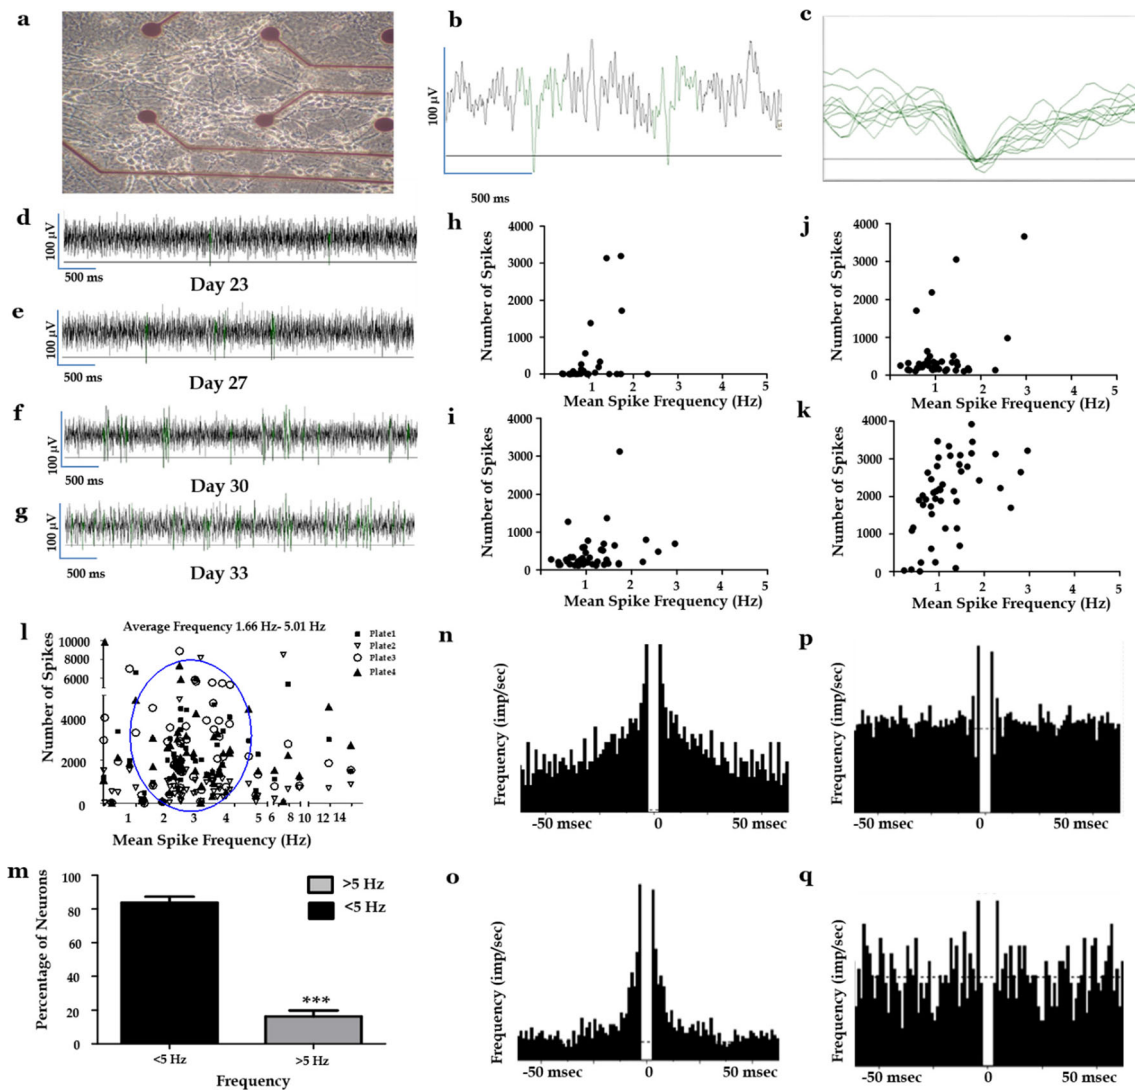 a
b
100 µV
500 ms
c
d
100 µV
500 ms
Day 23
e
100 µV
500 ms
Day 27
f
100 µV
500 ms
Day 30
g
100 µV
500 ms
Day 33
h
Number of Spikes
4000
3000
2000
1000
0
1 2 3 4 5
Mean Spike Frequency (Hz)
j
Number of Spikes
4000
3000
2000
1000
0
0 1 2 3 4 5
Mean Spike Frequency (Hz)
i
Number of Spikes
4000
3000
2000
1000
0
0 1 2 3 4 5
Mean Spike Frequency (Hz)
k
Number of Spikes
4000
3000
2000
1000
0
0 1 2 3 4 5
Mean Spike Frequency (Hz)
l
Average Frequency 1.66 Hz- 5.01 Hz
Plate1
Plate2
Plate3
Plate4
Number of Spikes
10000
8000
6000
4000
2000
0
1 2 3 4 5 6 8 10 12 14
Mean Spike Frequency (Hz)
m
Percentage of Neurons
100
80
60
40
20
0
>5 Hz
<5 Hz
***
<5 Hz >5 Hz
Frequency
n
Frequency (imp/sec)
-50 msec 0 50 msec
p
Frequency (imp/sec)
-50 msec 0 50 msec
o
Frequency (imp/sec)
-50 msec 0 50 msec
q
Frequency (imp/sec)
-50 msec 0 50 msec